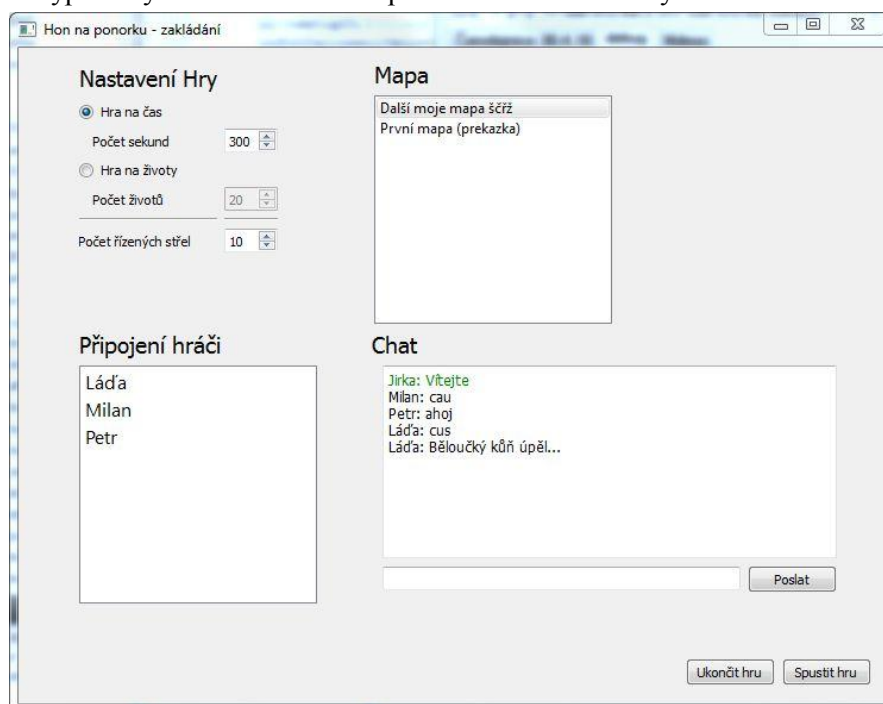 Hon na ponorku - zakládání
Nastavení Hry
Hra na čas
Počet sekund 300
Hra na životy
Počet životů 20
Počet řízených střel 10
Mapa
Další moje mapa ščřž
První mapa (prekazka)
Připojení hráči
Láďa
Milan
Petr
Chat
Jirka: Vítejte
Milan: cau
Petr: ahoj
Láďa: cus
Láďa: Běloučký kůň úpěl...
Poslat
Ukončit hru Spustit hru